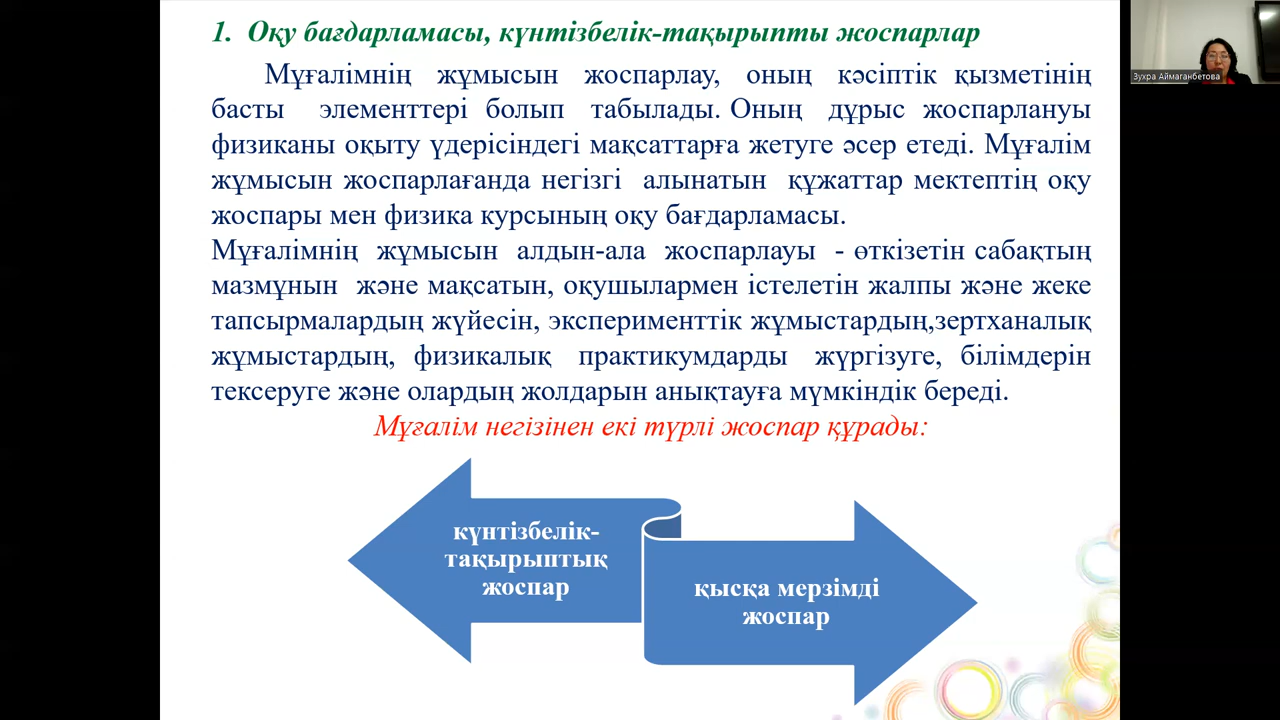 1. Оқу бағдарламасы, күнтізбелік-тақырыпты жоспарлар
Мұғалімнің жұмысын жоспарлау, оның кәсіптік қызметінің
басты элементтері болып табылады. Оның дұрыс жоспарлануы
физиканы оқыту үдерісіндегі мақсаттарға жетуге әсер етеді. Мұғалім
жұмысын жоспарлағанда негізгі алынатын құжаттар мектептің оқу
жоспары мен физика курсының оқу бағдарламасы.
Мұғалімнің жұмысын алдын-ала жоспарлауы - өткізетін сабақтың
мазмұнын және мақсатын, оқушылармен істелетін жалпы және жеке
тапсырмалардың жүйесін, эксперименттік жұмыстардың,зертханалық
жұмыстардың, физикалық практикумдарды жүргізуге, білімдерін
тексеруге және олардың жолдарын анықтауға мүмкіндік береді.
Мұғалім негізінен екі түрлі жоспар құрады:
күнтізбелік-
тақырыптық
жоспар
қысқа мерзімді
жоспар
Зухра Аймаганбетова